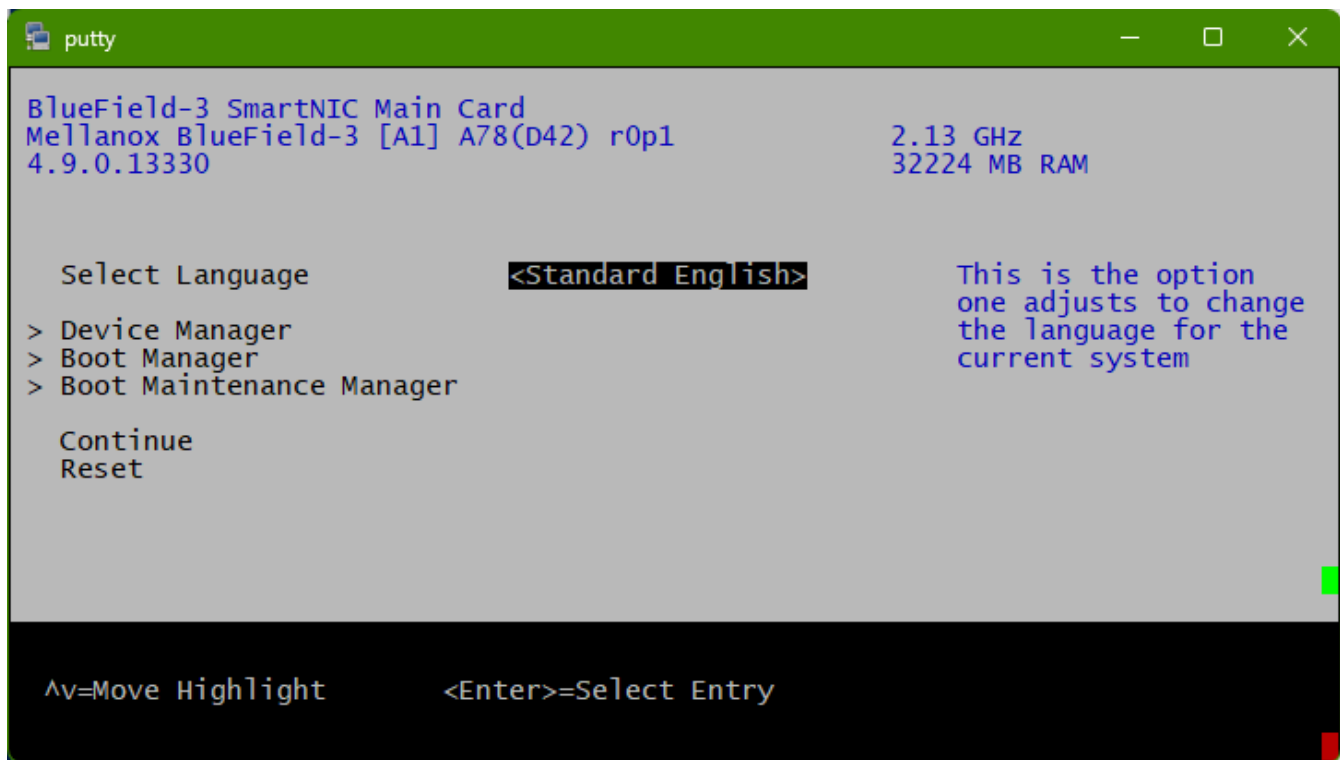 putty
BlueField-3 SmartNIC Main Card
Mellanox BlueField-3 [A1] A78(D42) r0p1 2.13 GHz
4.9.0.13330 32224 MB RAM
Select Language <Standard English> This is the option
one adjusts to change
> Device Manager the language for the
> Boot Manager current system
> Boot Maintenance Manager
Continue
Reset
^v=Move Highlight <Enter>=Select Entry